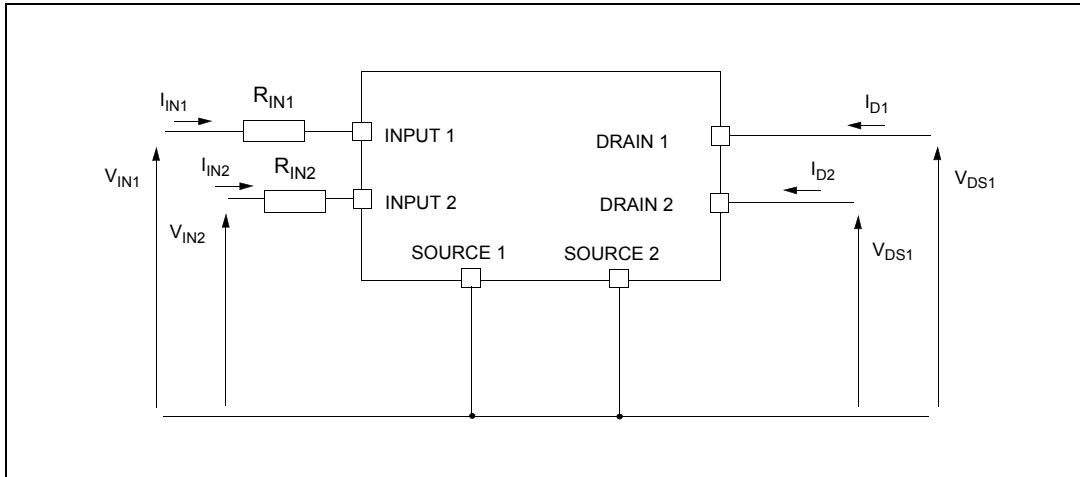 I_IN1
R_IN1
INPUT 1
DRAIN 1
I_D1
V_IN1
I_IN2
R_IN2
INPUT 2
DRAIN 2
I_D2
V_DS1
V_IN2
SOURCE 1
SOURCE 2
V_DS1